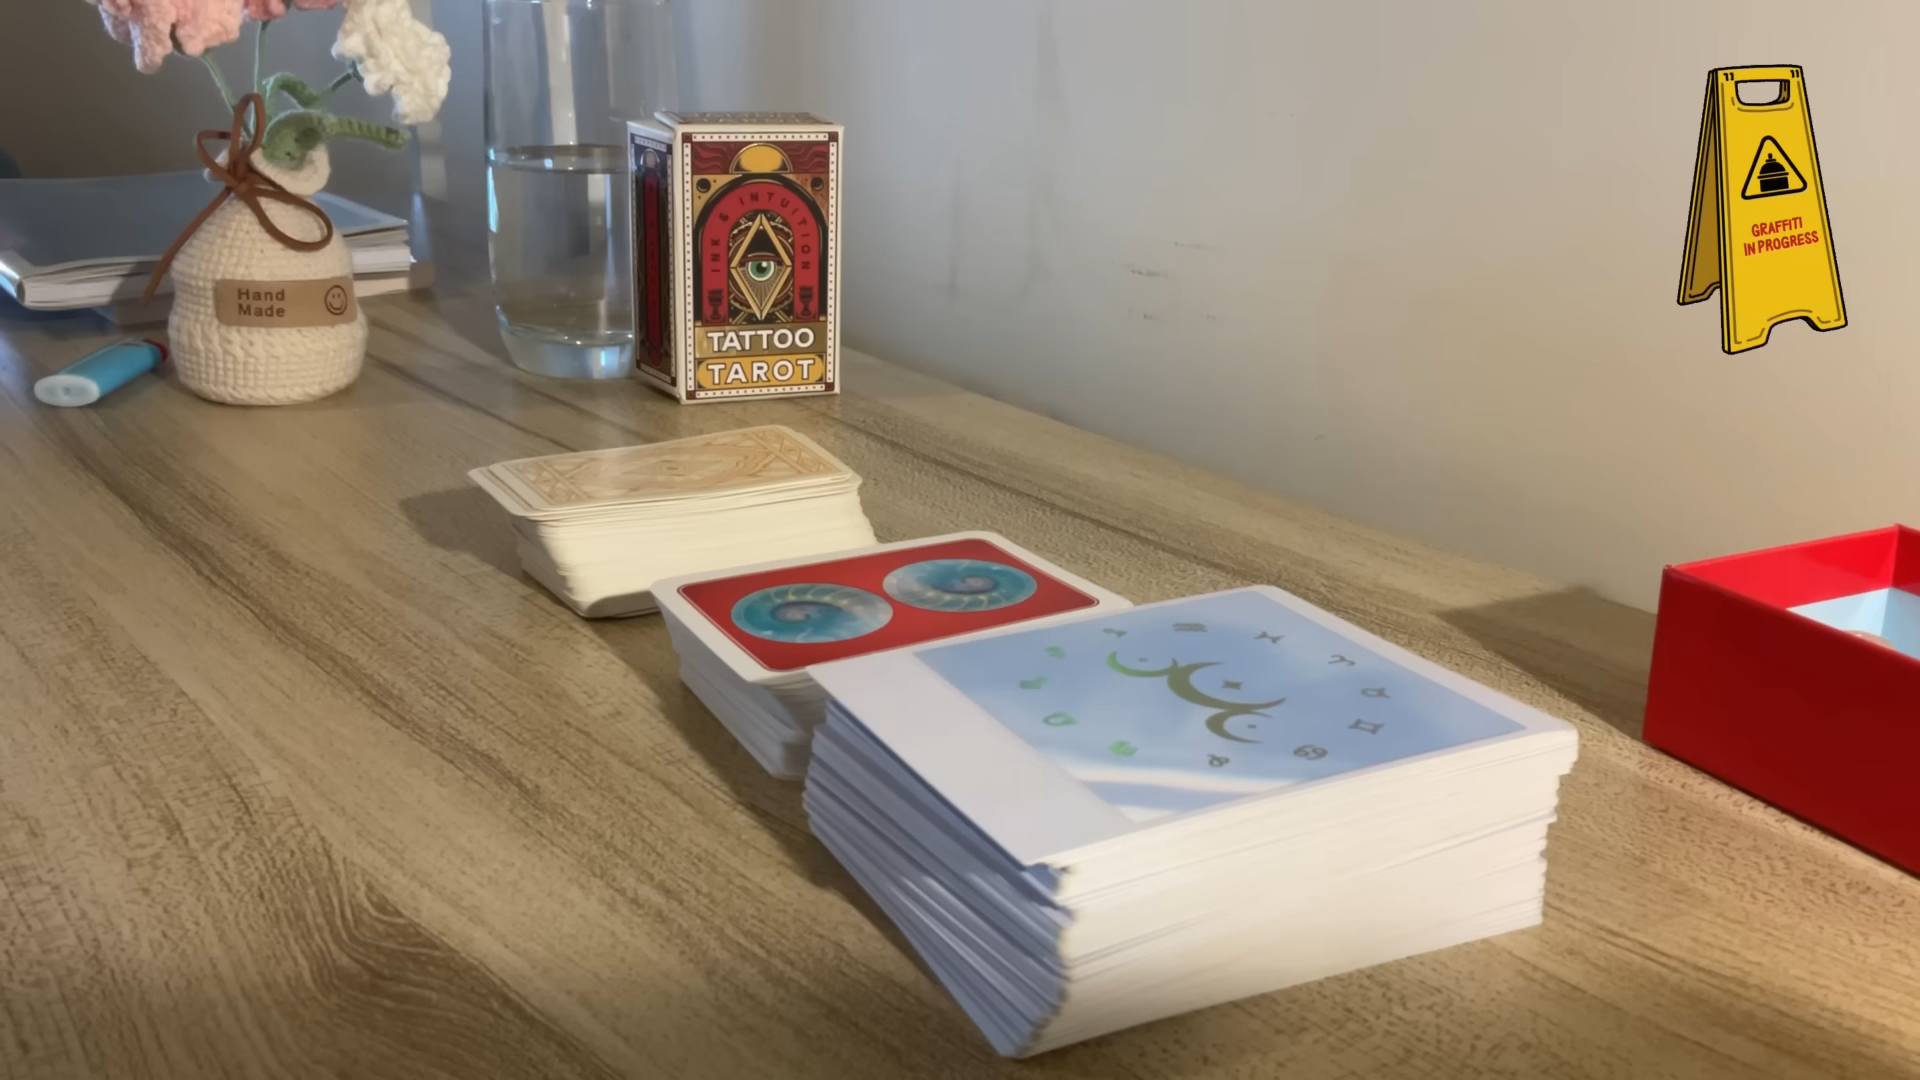 Hand
Made
INK & INTUITION
TATTOO
TAROT
GRAFFITI
IN PROGRESS